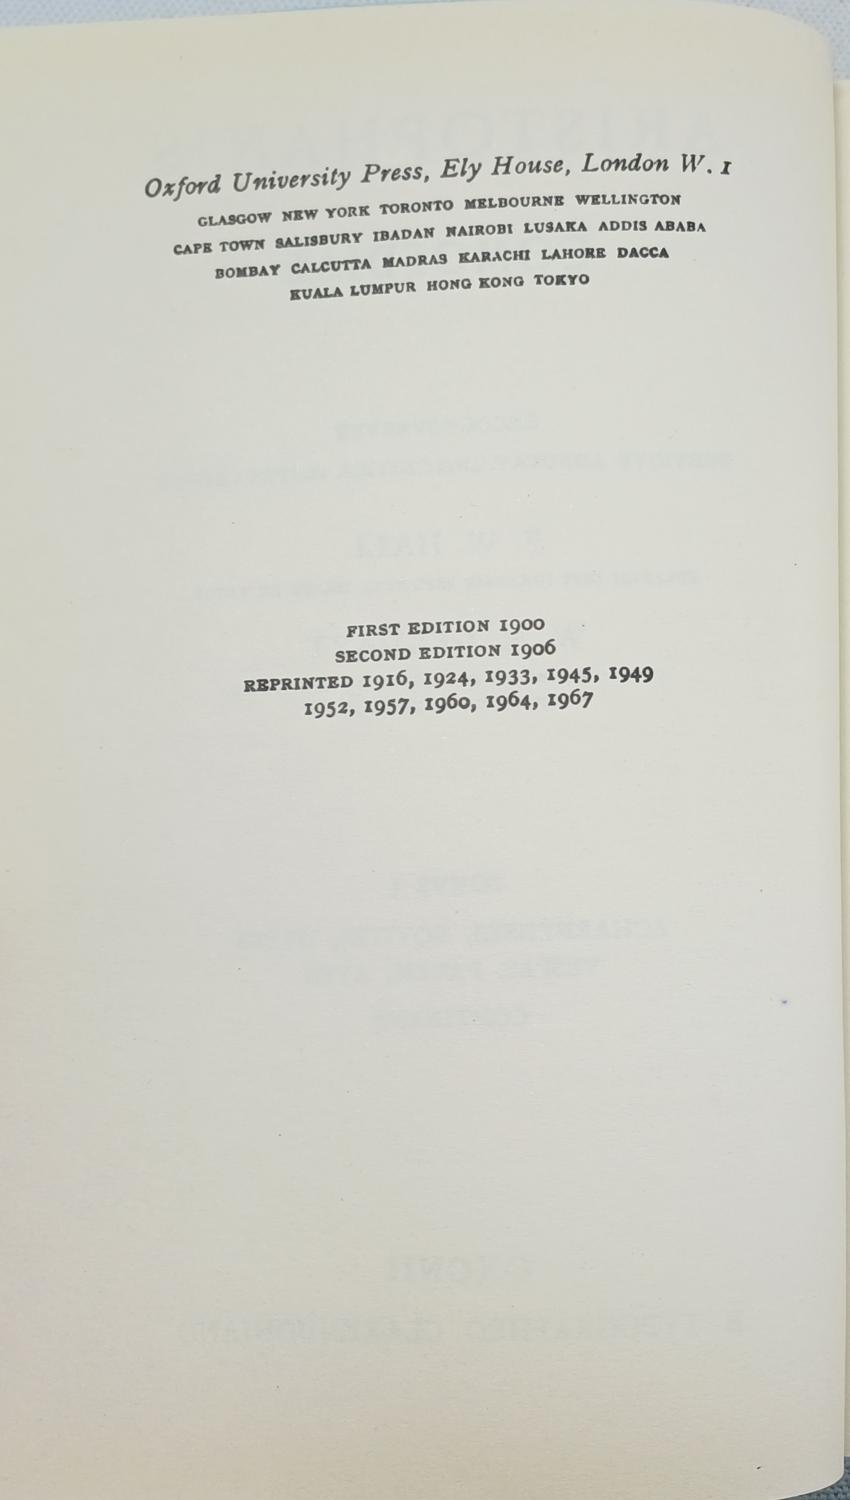 Oxford University Press, Ely House, London W. 1
GLASGOW NEW YORK TORONTO MELBOURNE WELLINGTON
CAPE TOWN SALISBURY IBADAN NAIROBI LUSAKA ADDIS ABABA
BOMBAY CALCUTTA MADRAS KARACHI LAHORE DACCA
KUALA LUMPUR HONG KONG TOKYO
FIRST EDITION 1900
SECOND EDITION 1906
REPRINTED 1916, 1924, 1933, 1945, 1949
1952, 1957, 1960, 1964, 1967